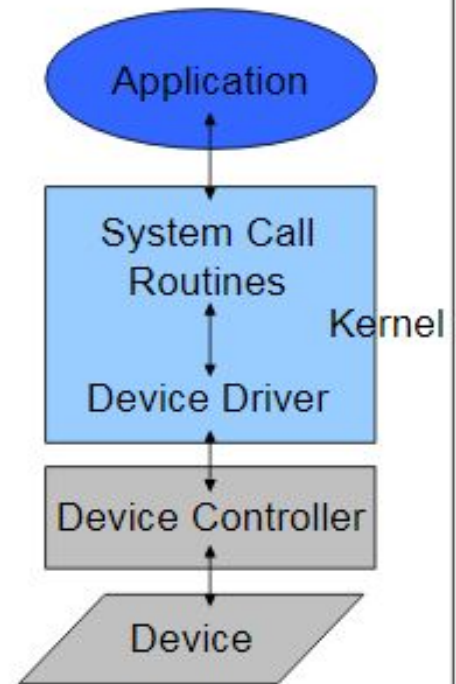 Application
System Call
Routines
Kernel
Device Driver
Device Controller
Device